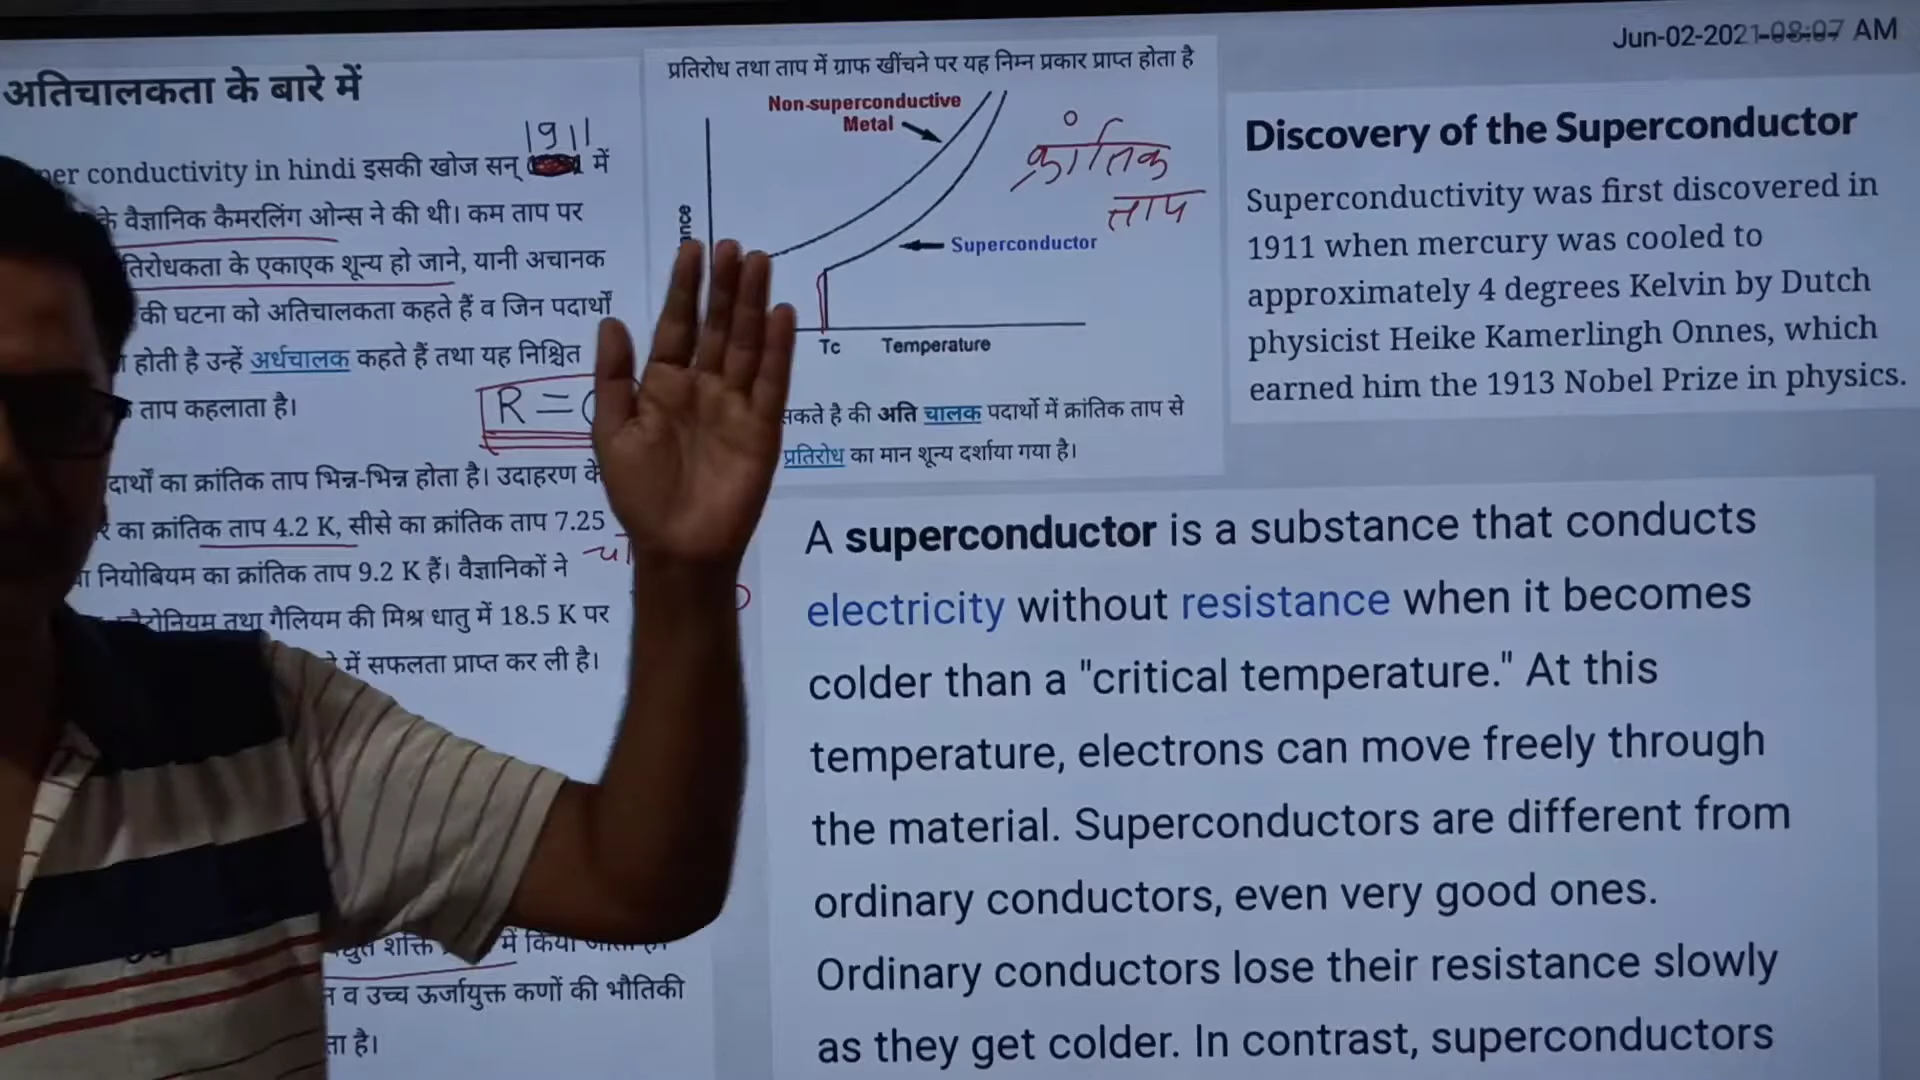 Jun-02-2021-08:07 AM
अतिचालकता के बारे में
1911
conductivity in hindi इसकी खोज सन् में
के वैज्ञानिक कैमरलिंग ओन्स ने की थी। कम ताप पर
के एकाएक शून्य हो जाने, यानी अचानक
की घटना को अतिचालकता कहते हैं व जिन पदार्थों
होती है उन्हें अर्धचालक कहते हैं तथा यह निश्चित
ताप कहलाता है।
R =
का क्रांतिक ताप भिन्न-भिन्न होता है। उदाहरण के
का क्रांतिक ताप 4.2 K, सीसे का क्रांतिक ताप 7.25
नियोबियम का क्रांतिक ताप 9.2 K हैं। वैज्ञानिकों ने
तथा गैलियम की मिश्र धातु में 18.5 K पर
में सफलता प्राप्त कर ली है।
शक्ति में किया
व उच्च ऊर्जायुक्त कणों की भौतिकी
है।
प्रतिरोध तथा ताप में ग्राफ खींचने पर यह निम्न प्रकार प्राप्त होता है
Non-superconductive
Metal
क्रांतिक
ताप
Superconductor
Tc Temperature
सकते है की अति चालक पदार्थो में क्रांतिक ताप से
प्रतिरोध का मान शून्य दर्शाया गया है।
Discovery of the Superconductor
Superconductivity was first discovered in
1911 when mercury was cooled to
approximately 4 degrees Kelvin by Dutch
physicist Heike Kamerlingh Onnes, which
earned him the 1913 Nobel Prize in physics.
A superconductor is a substance that conducts
electricity without resistance when it becomes
colder than a "critical temperature." At this
temperature, electrons can move freely through
the material. Superconductors are different from
ordinary conductors, even very good ones.
Ordinary conductors lose their resistance slowly
as they get colder. In contrast, superconductors